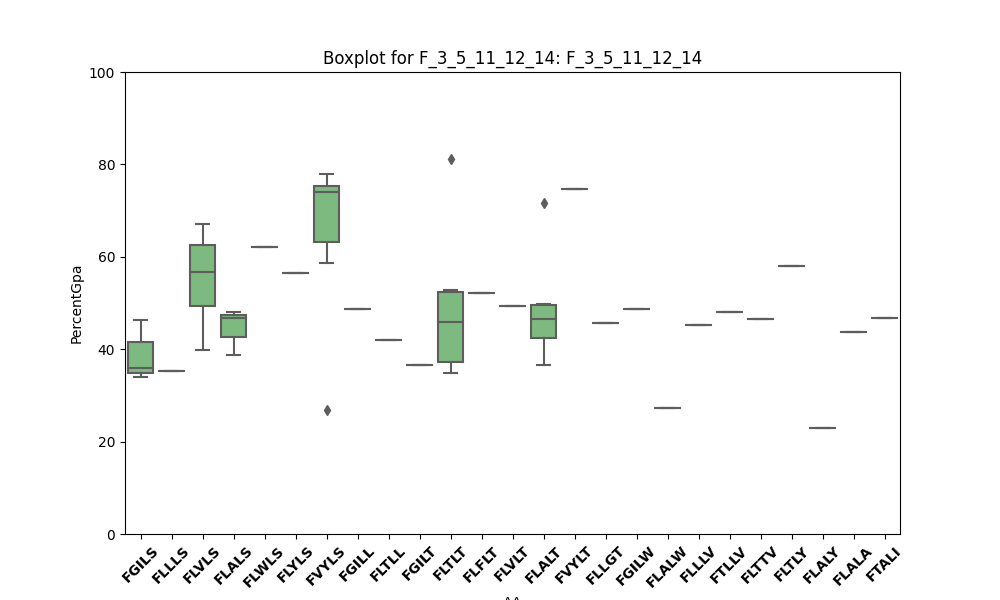 Boxplot for F_3_5_11_12_14: F_3_5_11_12_14
100
80
60
40
20
0
PercentGpa
FGILS
FLLLS
FLVLS
FLALS
FLWLS
FLYLS
FVYLS
FGILL
FLTLL
FGILT
FLTLT
FLFLT
FLVLT
FLALT
FVYLT
FLLGT
FGILW
FLALW
FLLLV
FTLLV
FLTTV
FLTLY
FLALY
FLALA
FTALI